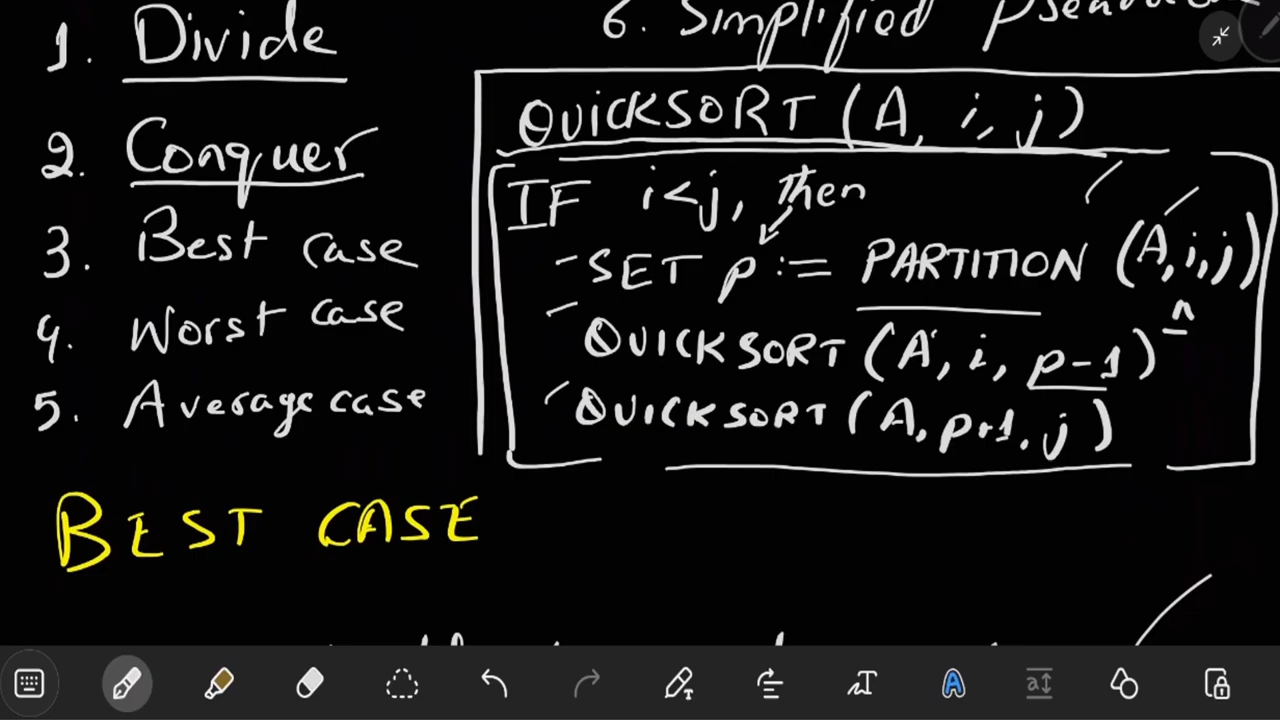 1. Divide
2. Conquer
3. Best case
4. Worst case
5. Average case
6. Simplified
QUICKSORT (A, i, j)
IF i<j, then
- SET p := PARTITION (A, i, j)
QUICKSORT (A, i, p-1) n
QUICKSORT (A, p+1, j)
BEST CASE